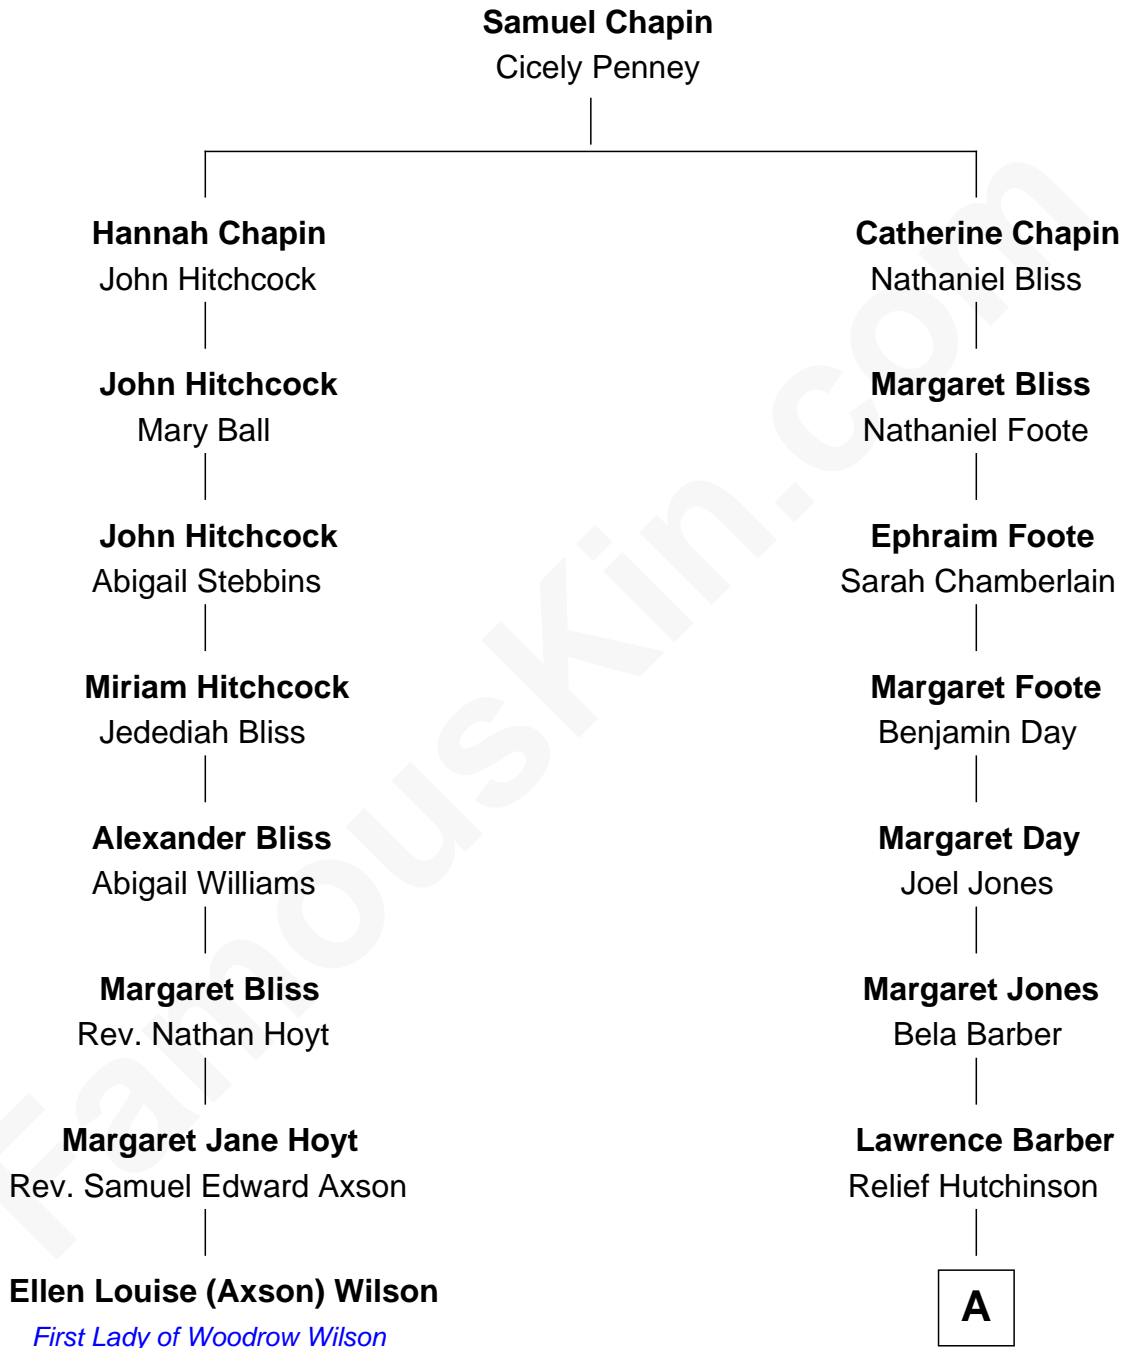 Samuel Chapin
Cicely Penney
Hannah Chapin
John Hitchcock
Catherine Chapin
Nathaniel Bliss
John Hitchcock
Mary Ball
Margaret Bliss
Nathaniel Foote
John Hitchcock
Abigail Stebbins
Ephraim Foote
Sarah Chamberlain
Miriam Hitchcock
Jedediah Bliss
Margaret Foote
Benjamin Day
Alexander Bliss
Abigail Williams
Margaret Day
Joel Jones
Margaret Bliss
Rev. Nathan Hoyt
Margaret Jones
Bela Barber
Margaret Jane Hoyt
Rev. Samuel Edward Axson
Lawrence Barber
Relief Hutchinson
Ellen Louise (Axson) Wilson
First Lady of Woodrow Wilson
A
FamousKin.com